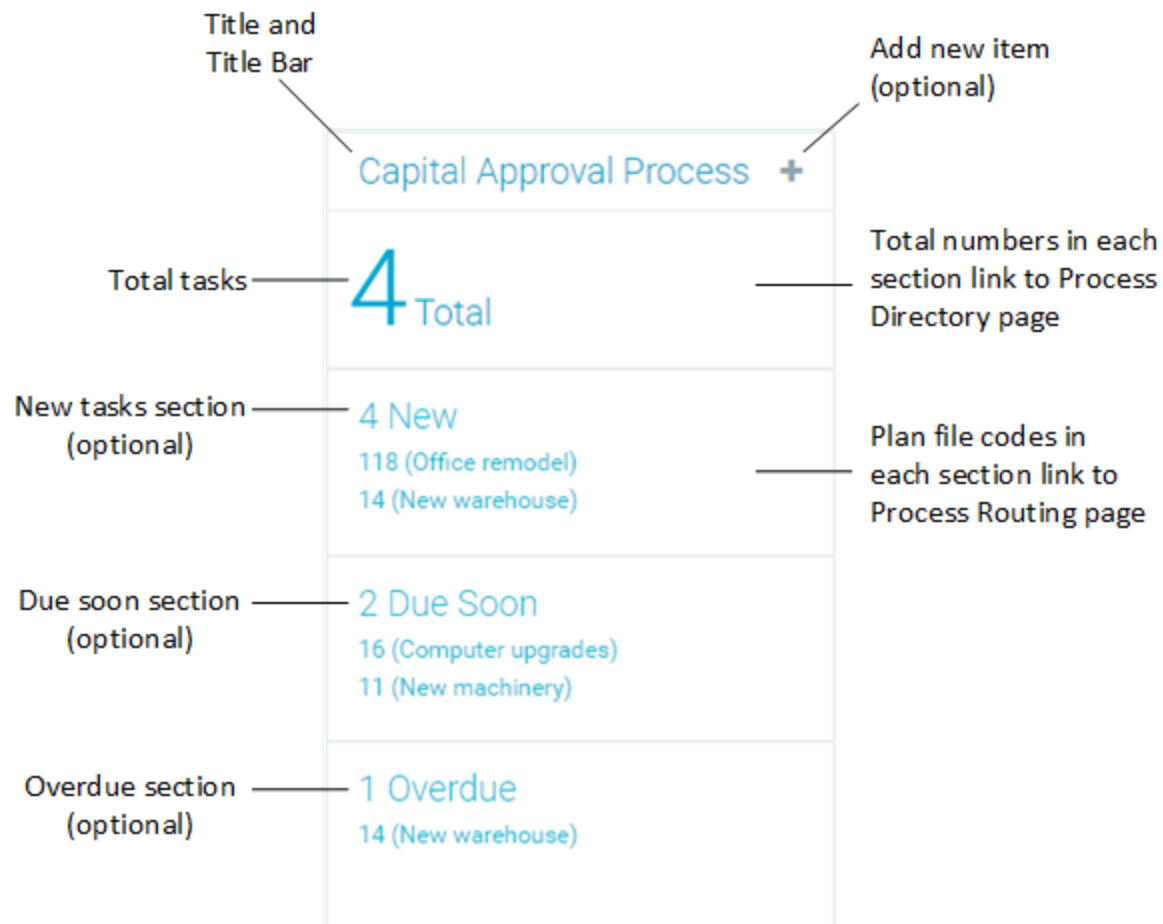 Title and
Title Bar
Add new item
(optional)
Capital Approval Process +
Total tasks
4 Total
Total numbers in each
section link to Process
Directory page
New tasks section
(optional)
4 New
118 (Office remodel)
14 (New warehouse)
Plan file codes in
each section link to
Process Routing page
Due soon section
(optional)
2 Due Soon
16 (Computer upgrades)
11 (New machinery)
Overdue section
(optional)
1 Overdue
14 (New warehouse)